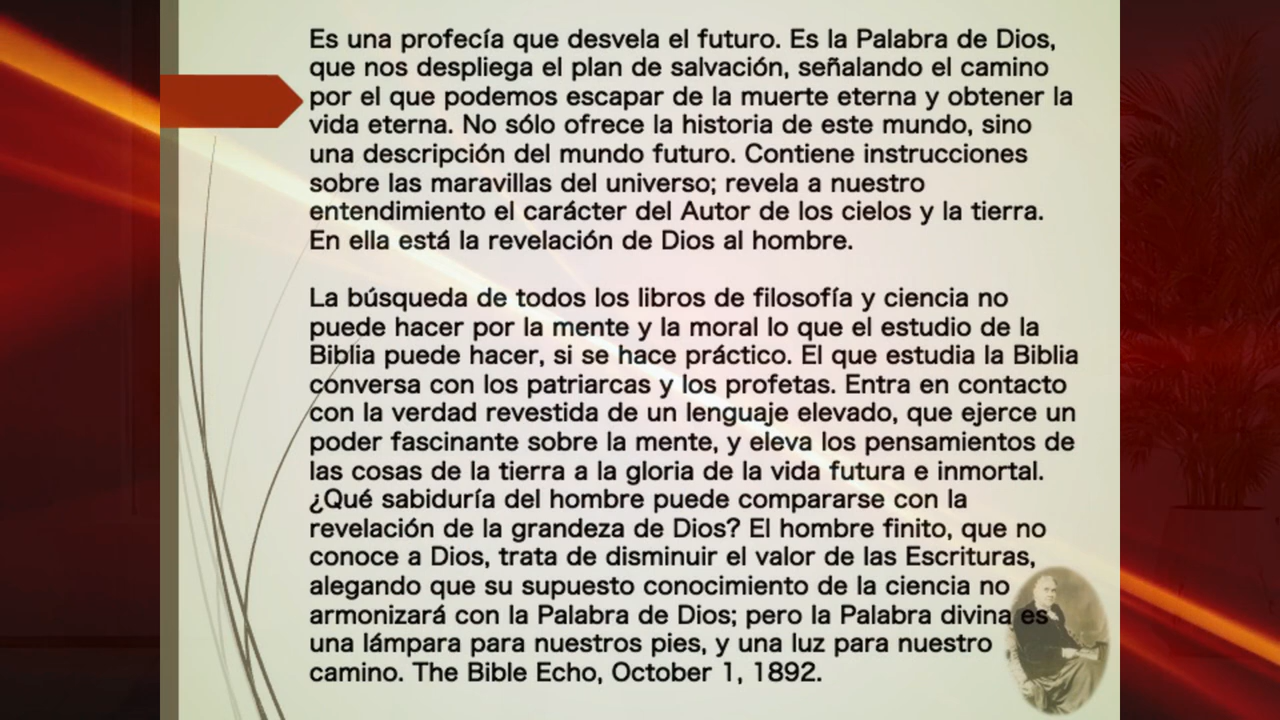 Es una profecía que desvela el futuro. Es la Palabra de Dios,
que nos despliega el plan de salvación, señalando el camino
por el que podemos escapar de la muerte eterna y obtener la
vida eterna. No sólo ofrece la historia de este mundo, sino
una descripción del mundo futuro. Contiene instrucciones
sobre las maravillas del universo; revela a nuestro
entendimiento el carácter del Autor de los cielos y la tierra.
En ella está la revelación de Dios al hombre.
La búsqueda de todos los libros de filosofía y ciencia no
puede hacer por la mente y la moral lo que el estudio de la
Biblia puede hacer, si se hace práctico. El que estudia la Biblia
conversa con los patriarcas y los profetas. Entra en contacto
con la verdad revestida de un lenguaje elevado, que ejerce un
poder fascinante sobre la mente, y eleva los pensamientos de
las cosas de la tierra a la gloria de la vida futura e inmortal.
¿Qué sabiduría del hombre puede compararse con la
revelación de la grandeza de Dios? El hombre finito, que no
conoce a Dios, trata de disminuir el valor de las Escrituras,
alegando que su supuesto conocimiento de la ciencia no
armonizará con la Palabra de Dios; pero la Palabra divina es
una lámpara para nuestros pies, y una luz para nuestro
camino. The Bible Echo, October 1, 1892.